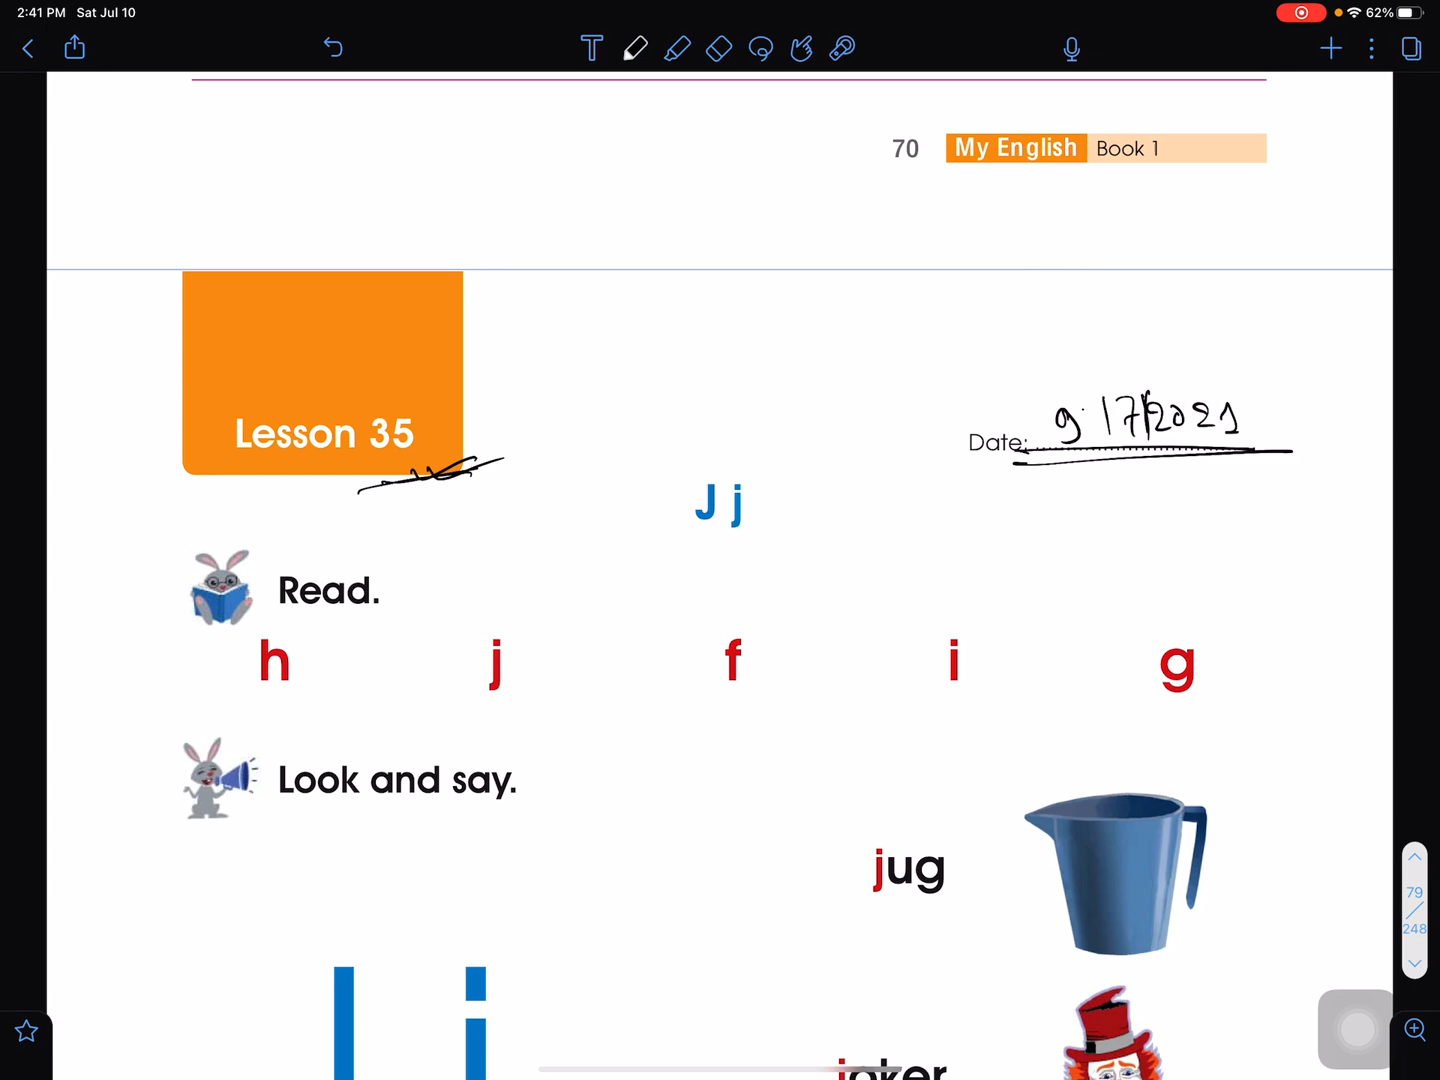 2:41 PM Sat Jul 10
62%
70 My English Book 1
Lesson 35
Date: 9 17/2021
J j
Read.
h j f i g
Look and say.
jug
J j
joker
79
248